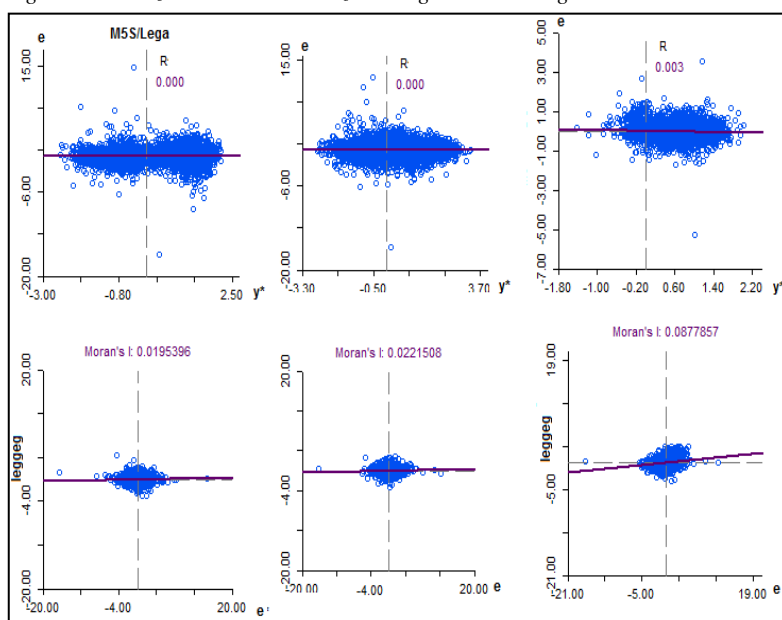 e
M5S/Lega
R
0.000
15.00
-6.00
-20.00
-3.00 -0.80 2.50 y*
e
R
0.000
15.00
-6.00
-20.00
-3.30 -0.50 3.70 y*
e
R
0.003
5.00
3.00
1.00
-1.00
-3.00
-5.00
-7.00
-1.80 -1.00 -0.20 0.60 1.40 2.20 y*
Moran's I: 0.0195396
20.00
leggeg
-4.00
-20.00
-20.00 -4.00 20.00
e
Moran's I: 0.0221508
20.00
-4.00
-20.00
-20.00 -4.00 20.00 e
Moran's I: 0.0877857
19.00
leggeg
-5.00
-21.00
-21.00 -5.00 19.00
e